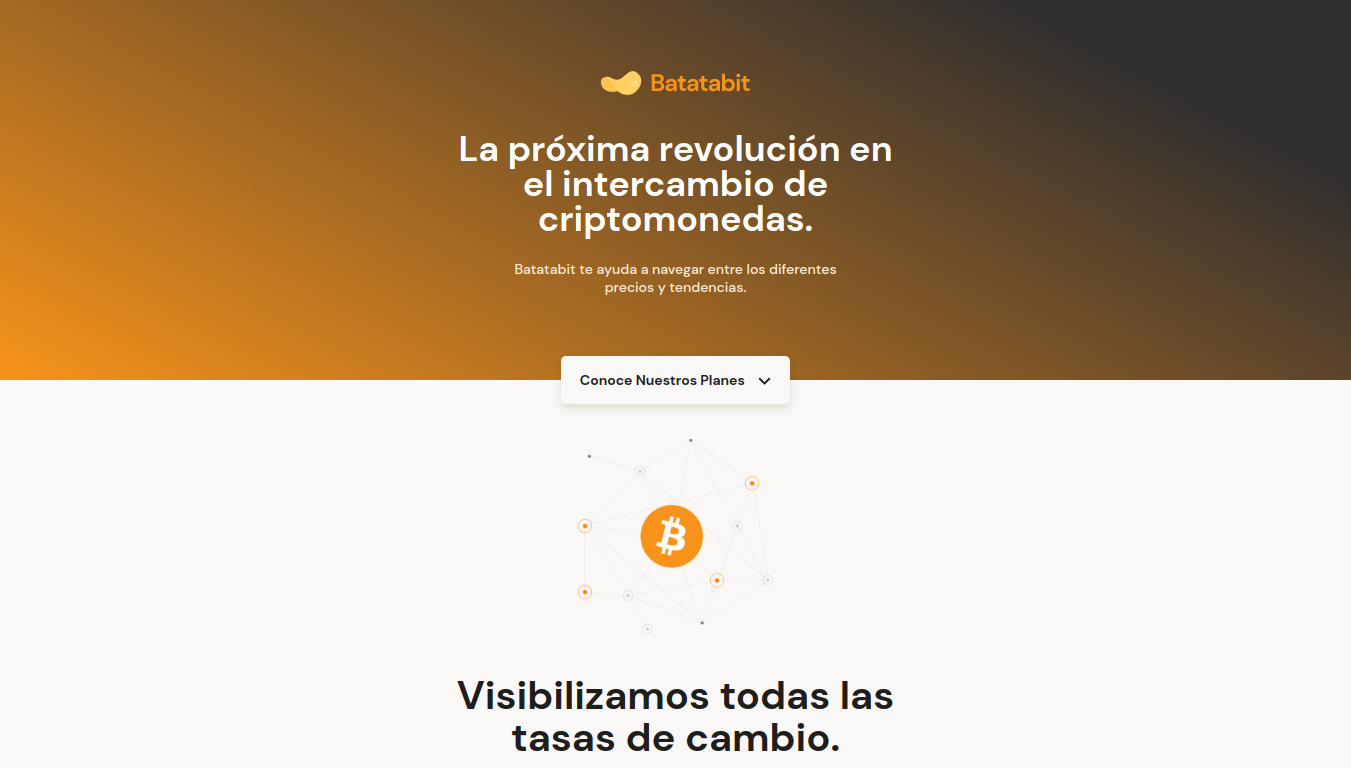 Batatabit
La próxima revolución en
el intercambio de
criptomonedas.
Batatabit te ayuda a navegar entre los diferentes
precios y tendencias.
Conoce Nuestros Planes
Visibilizamos todas las
tasas de cambio.